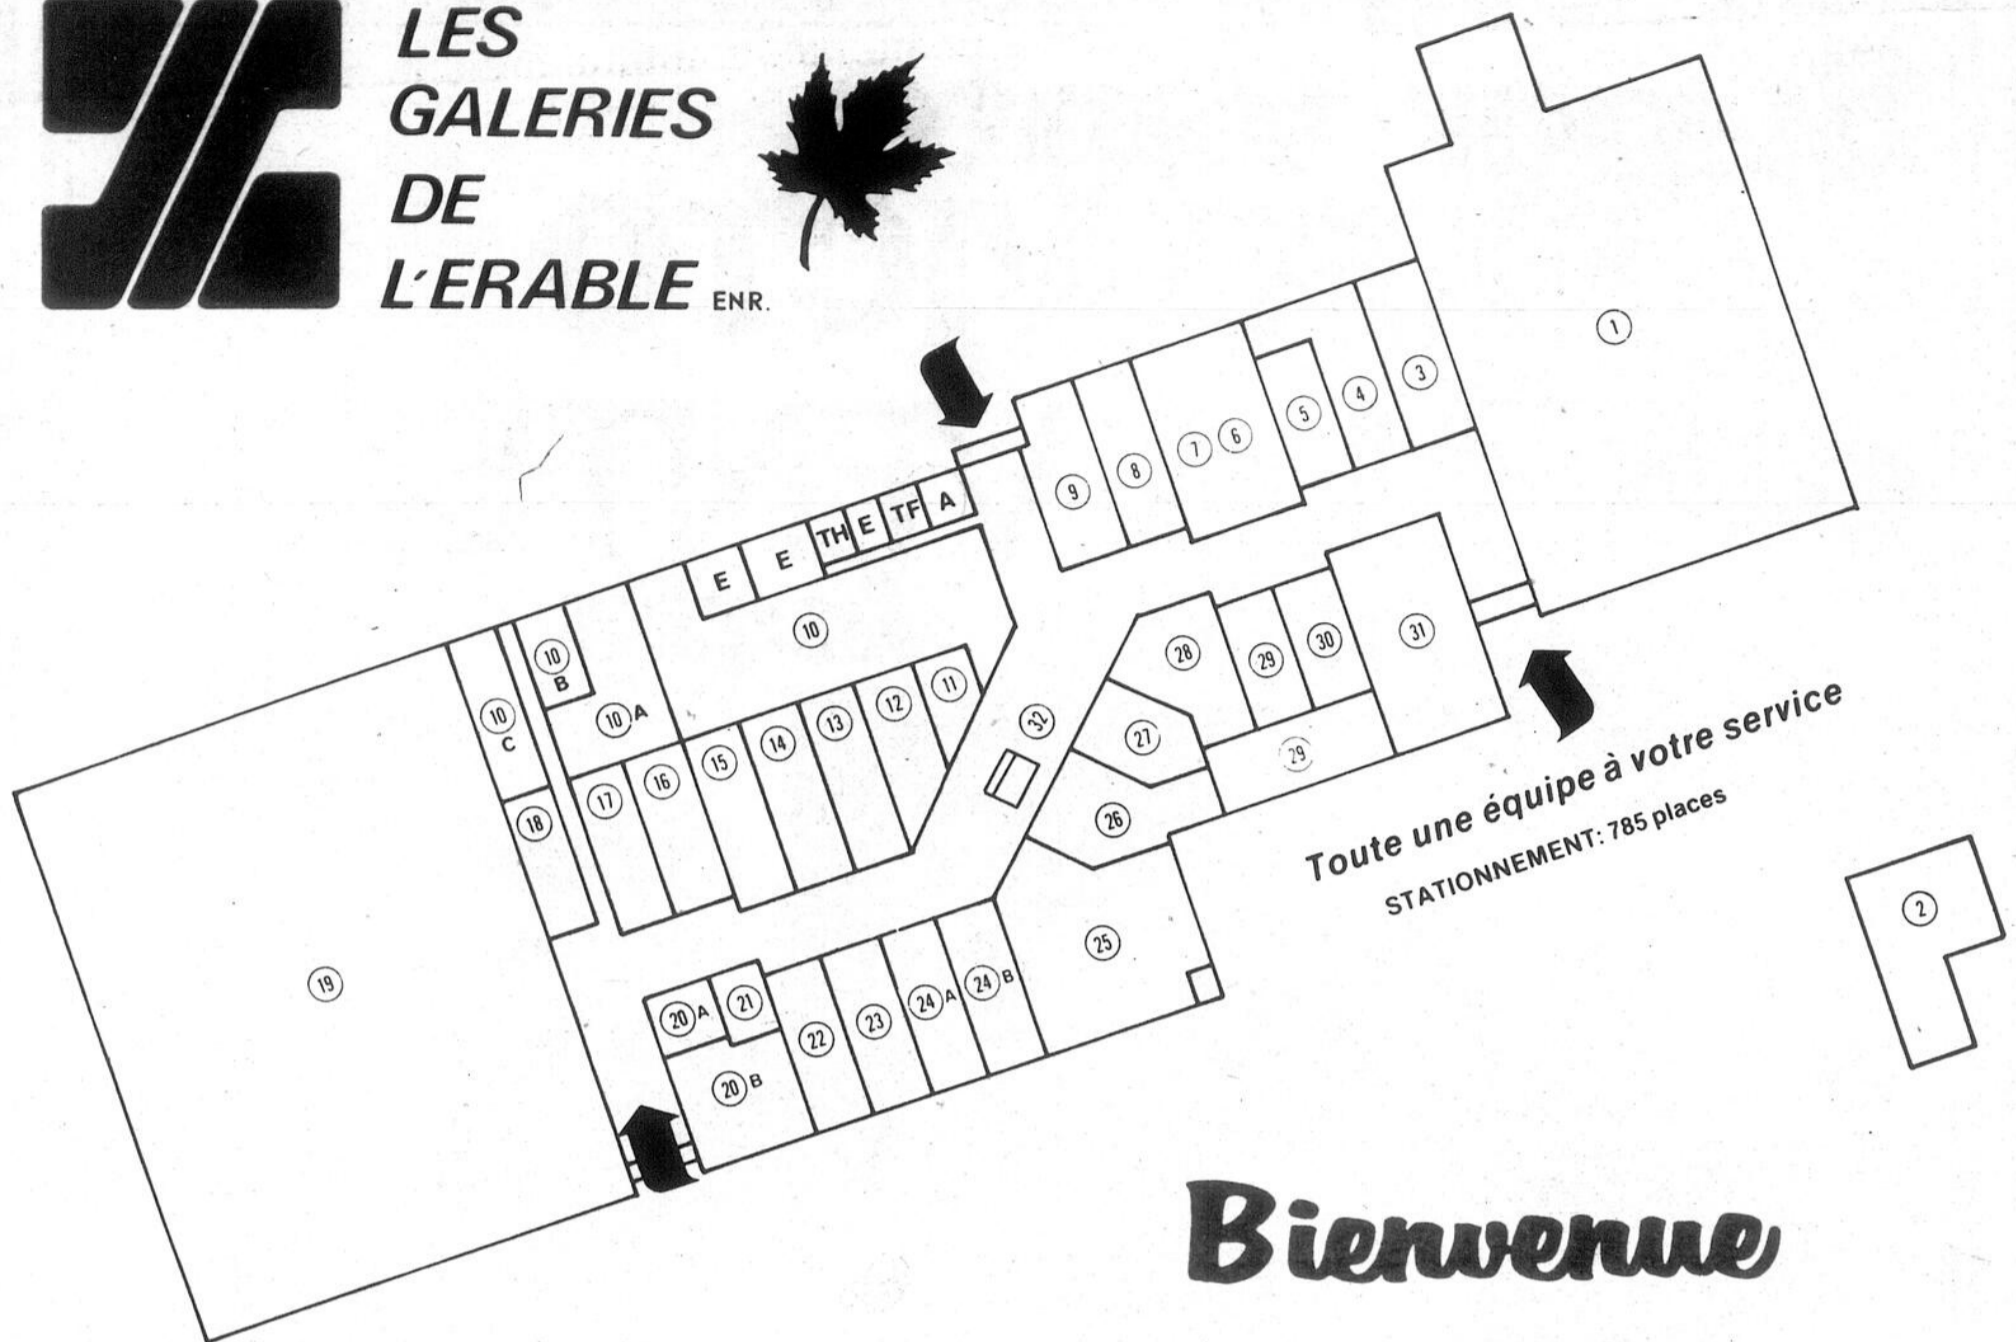 LES
GALERIES
DE
L'ERABLE ENR.
1
3
4
5
6
7
8
9
A
TF
E
TH
E
E
10
10 B
10 A
10 C
11
12
13
14
15
16
17
18
19
20 A
21
20 B
22
23
24 A
24 B
25
26
27
28
29
30
31
29
32
2
Toute une équipe à votre service
STATIONNEMENT: 785 places
Bienvenue